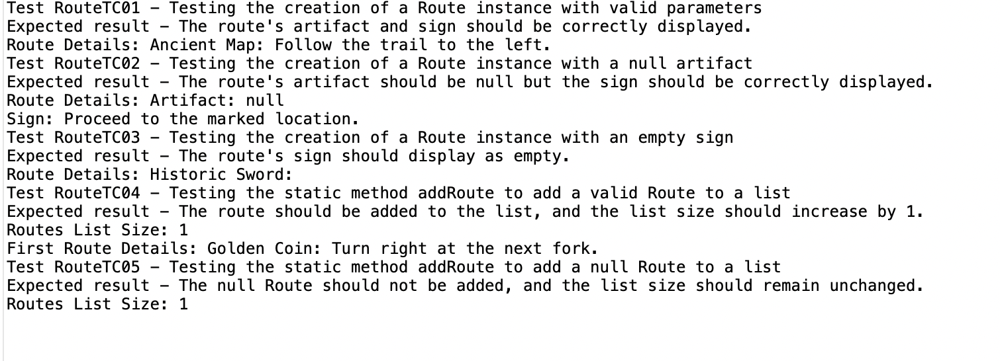 Test RouteTC01 – Testing the creation of a Route instance with valid parameters
Expected result – The route's artifact and sign should be correctly displayed.
Route Details: Ancient Map: Follow the trail to the left.
Test RouteTC02 – Testing the creation of a Route instance with a null artifact
Expected result – The route's artifact should be null but the sign should be correctly displayed.
Route Details: Artifact: null
Sign: Proceed to the marked location.
Test RouteTC03 – Testing the creation of a Route instance with an empty sign
Expected result – The route's sign should display as empty.
Route Details: Historic Sword:
Test RouteTC04 – Testing the static method addRoute to add a valid Route to a list
Expected result – The route should be added to the list, and the list size should increase by 1.
Routes List Size: 1
First Route Details: Golden Coin: Turn right at the next fork.
Test RouteTC05 – Testing the static method addRoute to add a null Route to a list
Expected result – The null Route should not be added, and the list size should remain unchanged.
Routes List Size: 1